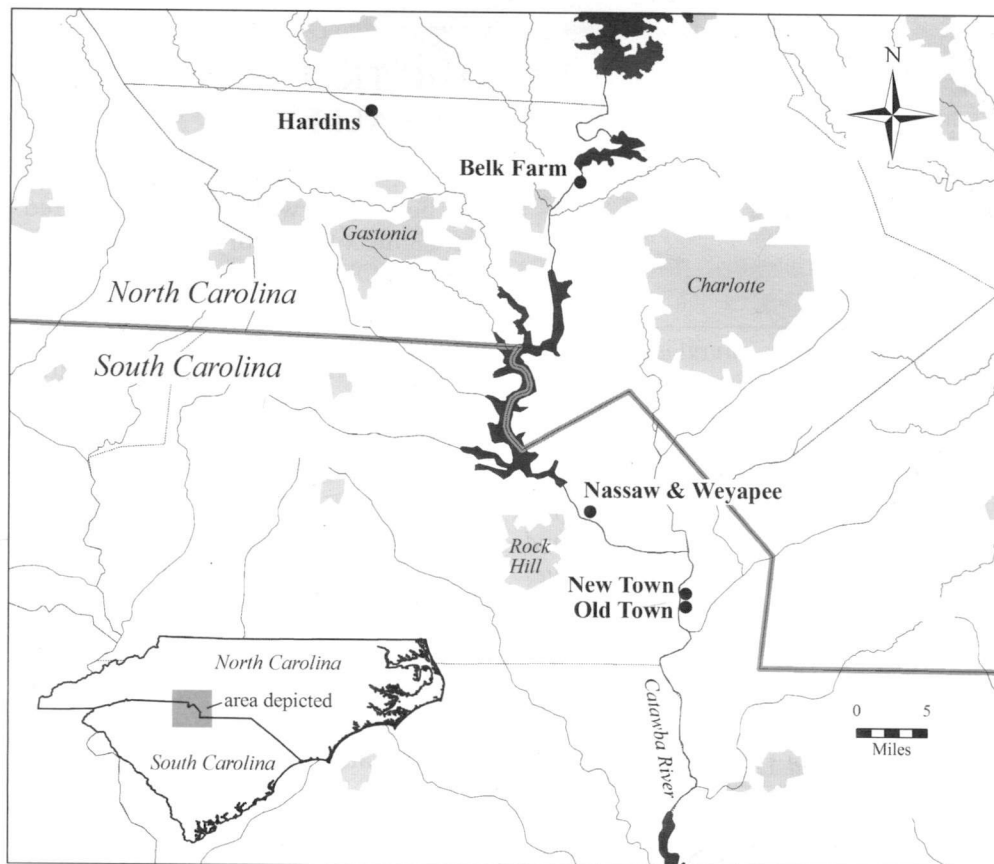 N
Hardins
Belk Farm
Gastonia
Charlotte
North Carolina
South Carolina
Nassaw & Weyapee
Rock
Hill
New Town
Old Town
North Carolina
area depicted
South Carolina
Catawba River
0 5
Miles